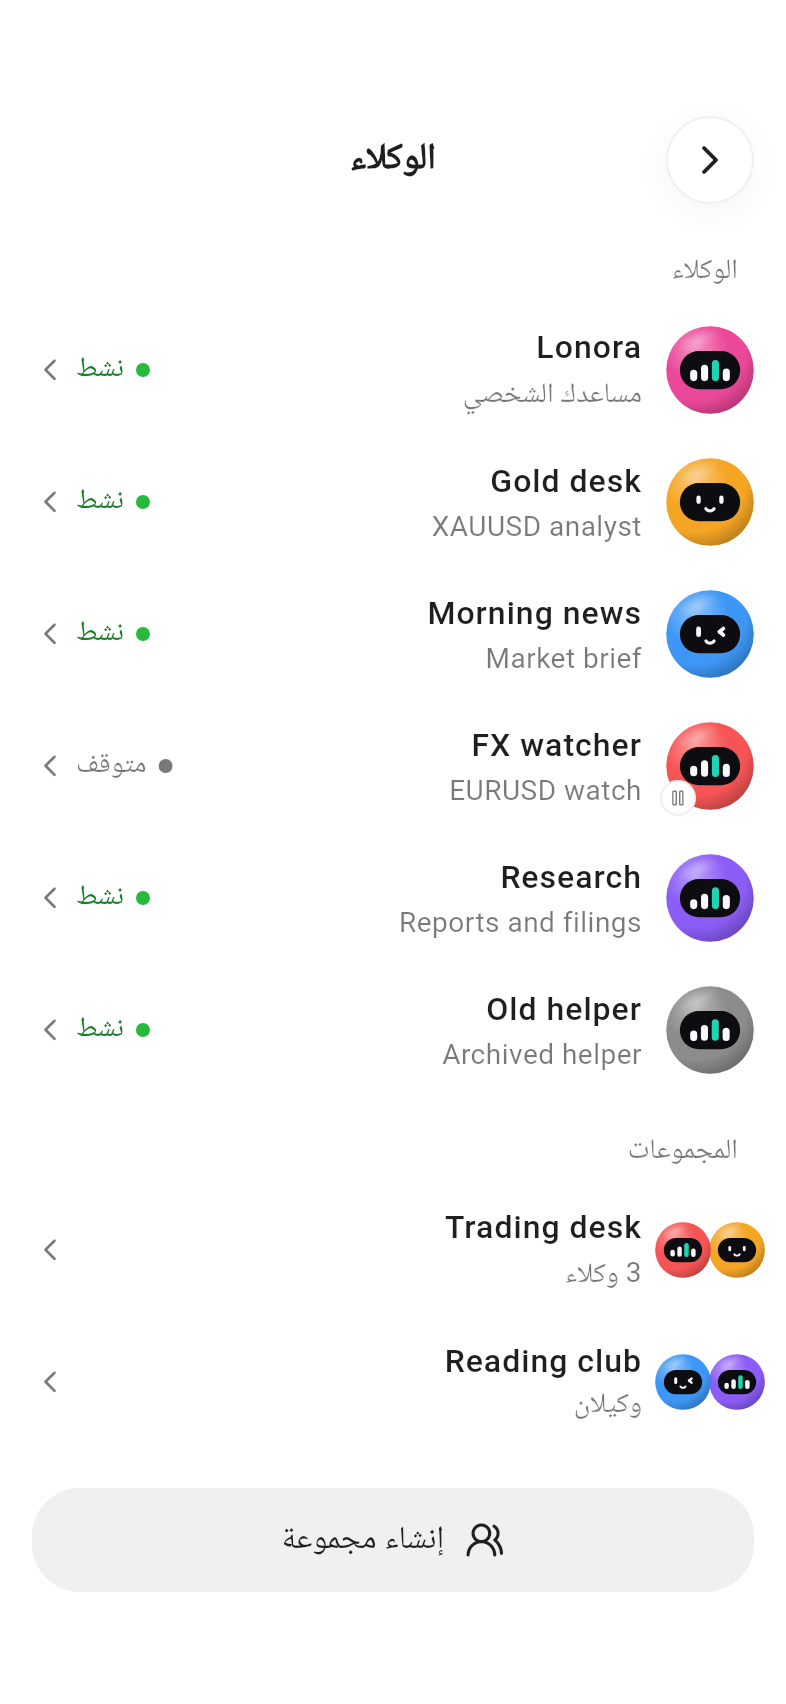 الوكلاء
الوكلاء
Lonora
مساعدك الشخصي
نشط
Gold desk
XAUUSD analyst
نشط
Morning news
Market brief
نشط
FX watcher
EURUSD watch
متوقف
Research
Reports and filings
نشط
Old helper
Archived helper
نشط
المجموعات
Trading desk
3 وكلاء
Reading club
وكيلان
إنشاء مجموعة